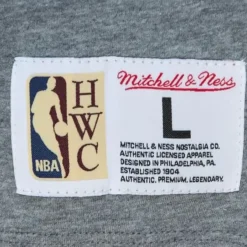 HWC
NBA
Mitchell & Ness
L
MITCHELL & NESS NOSTALGIA CO.
AUTHENTIC LICENSED APPAREL
DESIGNED IN PHILADELPHIA, PA
ESTABLISHED 1904
AUTHENTIC. PREMIUM. LEGENDARY.